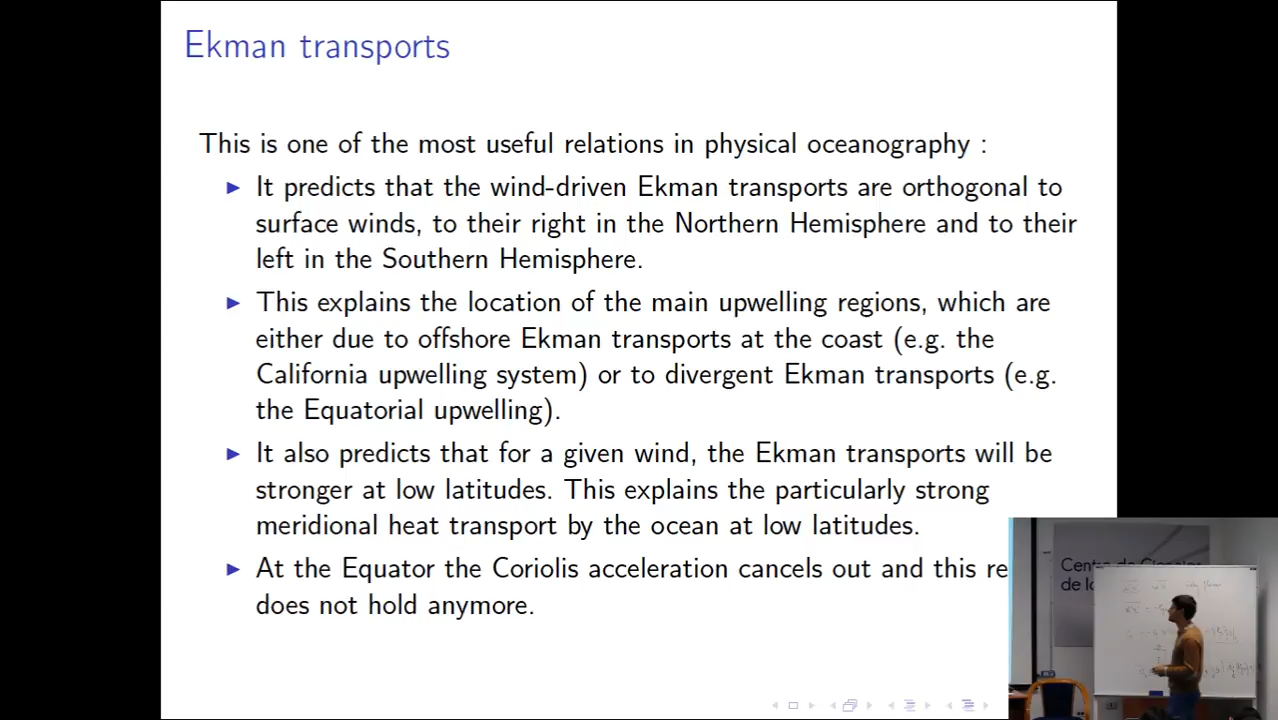 Ekman transports
This is one of the most useful relations in physical oceanography :
It predicts that the wind-driven Ekman transports are orthogonal to
surface winds, to their right in the Northern Hemisphere and to their
left in the Southern Hemisphere.
This explains the location of the main upwelling regions, which are
either due to offshore Ekman transports at the coast (e.g. the
California upwelling system) or to divergent Ekman transports (e.g.
the Equatorial upwelling).
It also predicts that for a given wind, the Ekman transports will be
stronger at low latitudes. This explains the particularly strong
meridional heat transport by the ocean at low latitudes.
At the Equator the Coriolis acceleration cancels out and this re
does not hold anymore.
Centro de Ciencias
de l